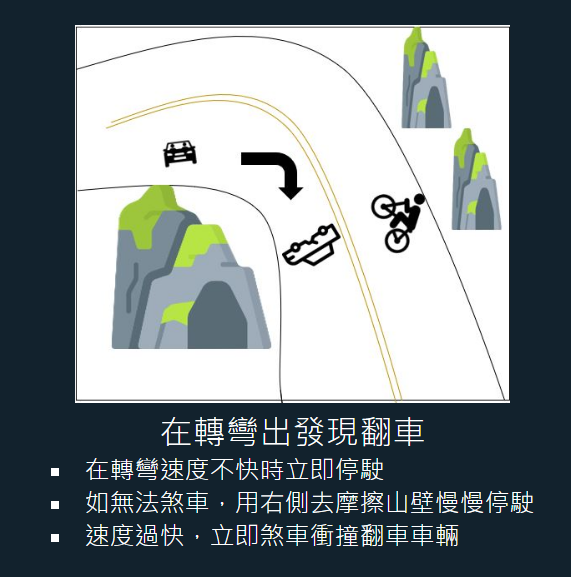 在轉彎出發現翻車
▪ 在轉彎速度不快時立即停駛
▪ 如無法煞車，用右側去摩擦山壁慢慢停駛
▪ 速度過快，立即煞車衝撞翻車車輛